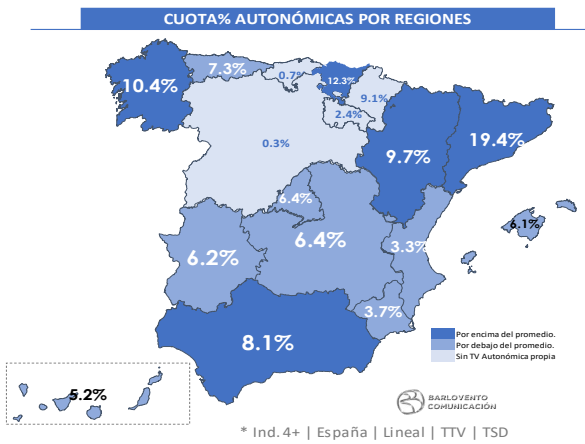 CUOTA% AUTONÓMICAS POR REGIONES
10.4%
7.3%
0.7%
12.3%
9.1%
2.4%
0.3%
9.7%
19.4%
6.4%
6.2%
6.4%
3.3%
6.1%
3.7%
8.1%
5.2%
Por encima del promedio.
Por debajo del promedio.
Sin TV Autonómica propia
BARLOVENTO
COMUNICACIÓN
* Ind. 4+ | España | Lineal | TTV | TSD